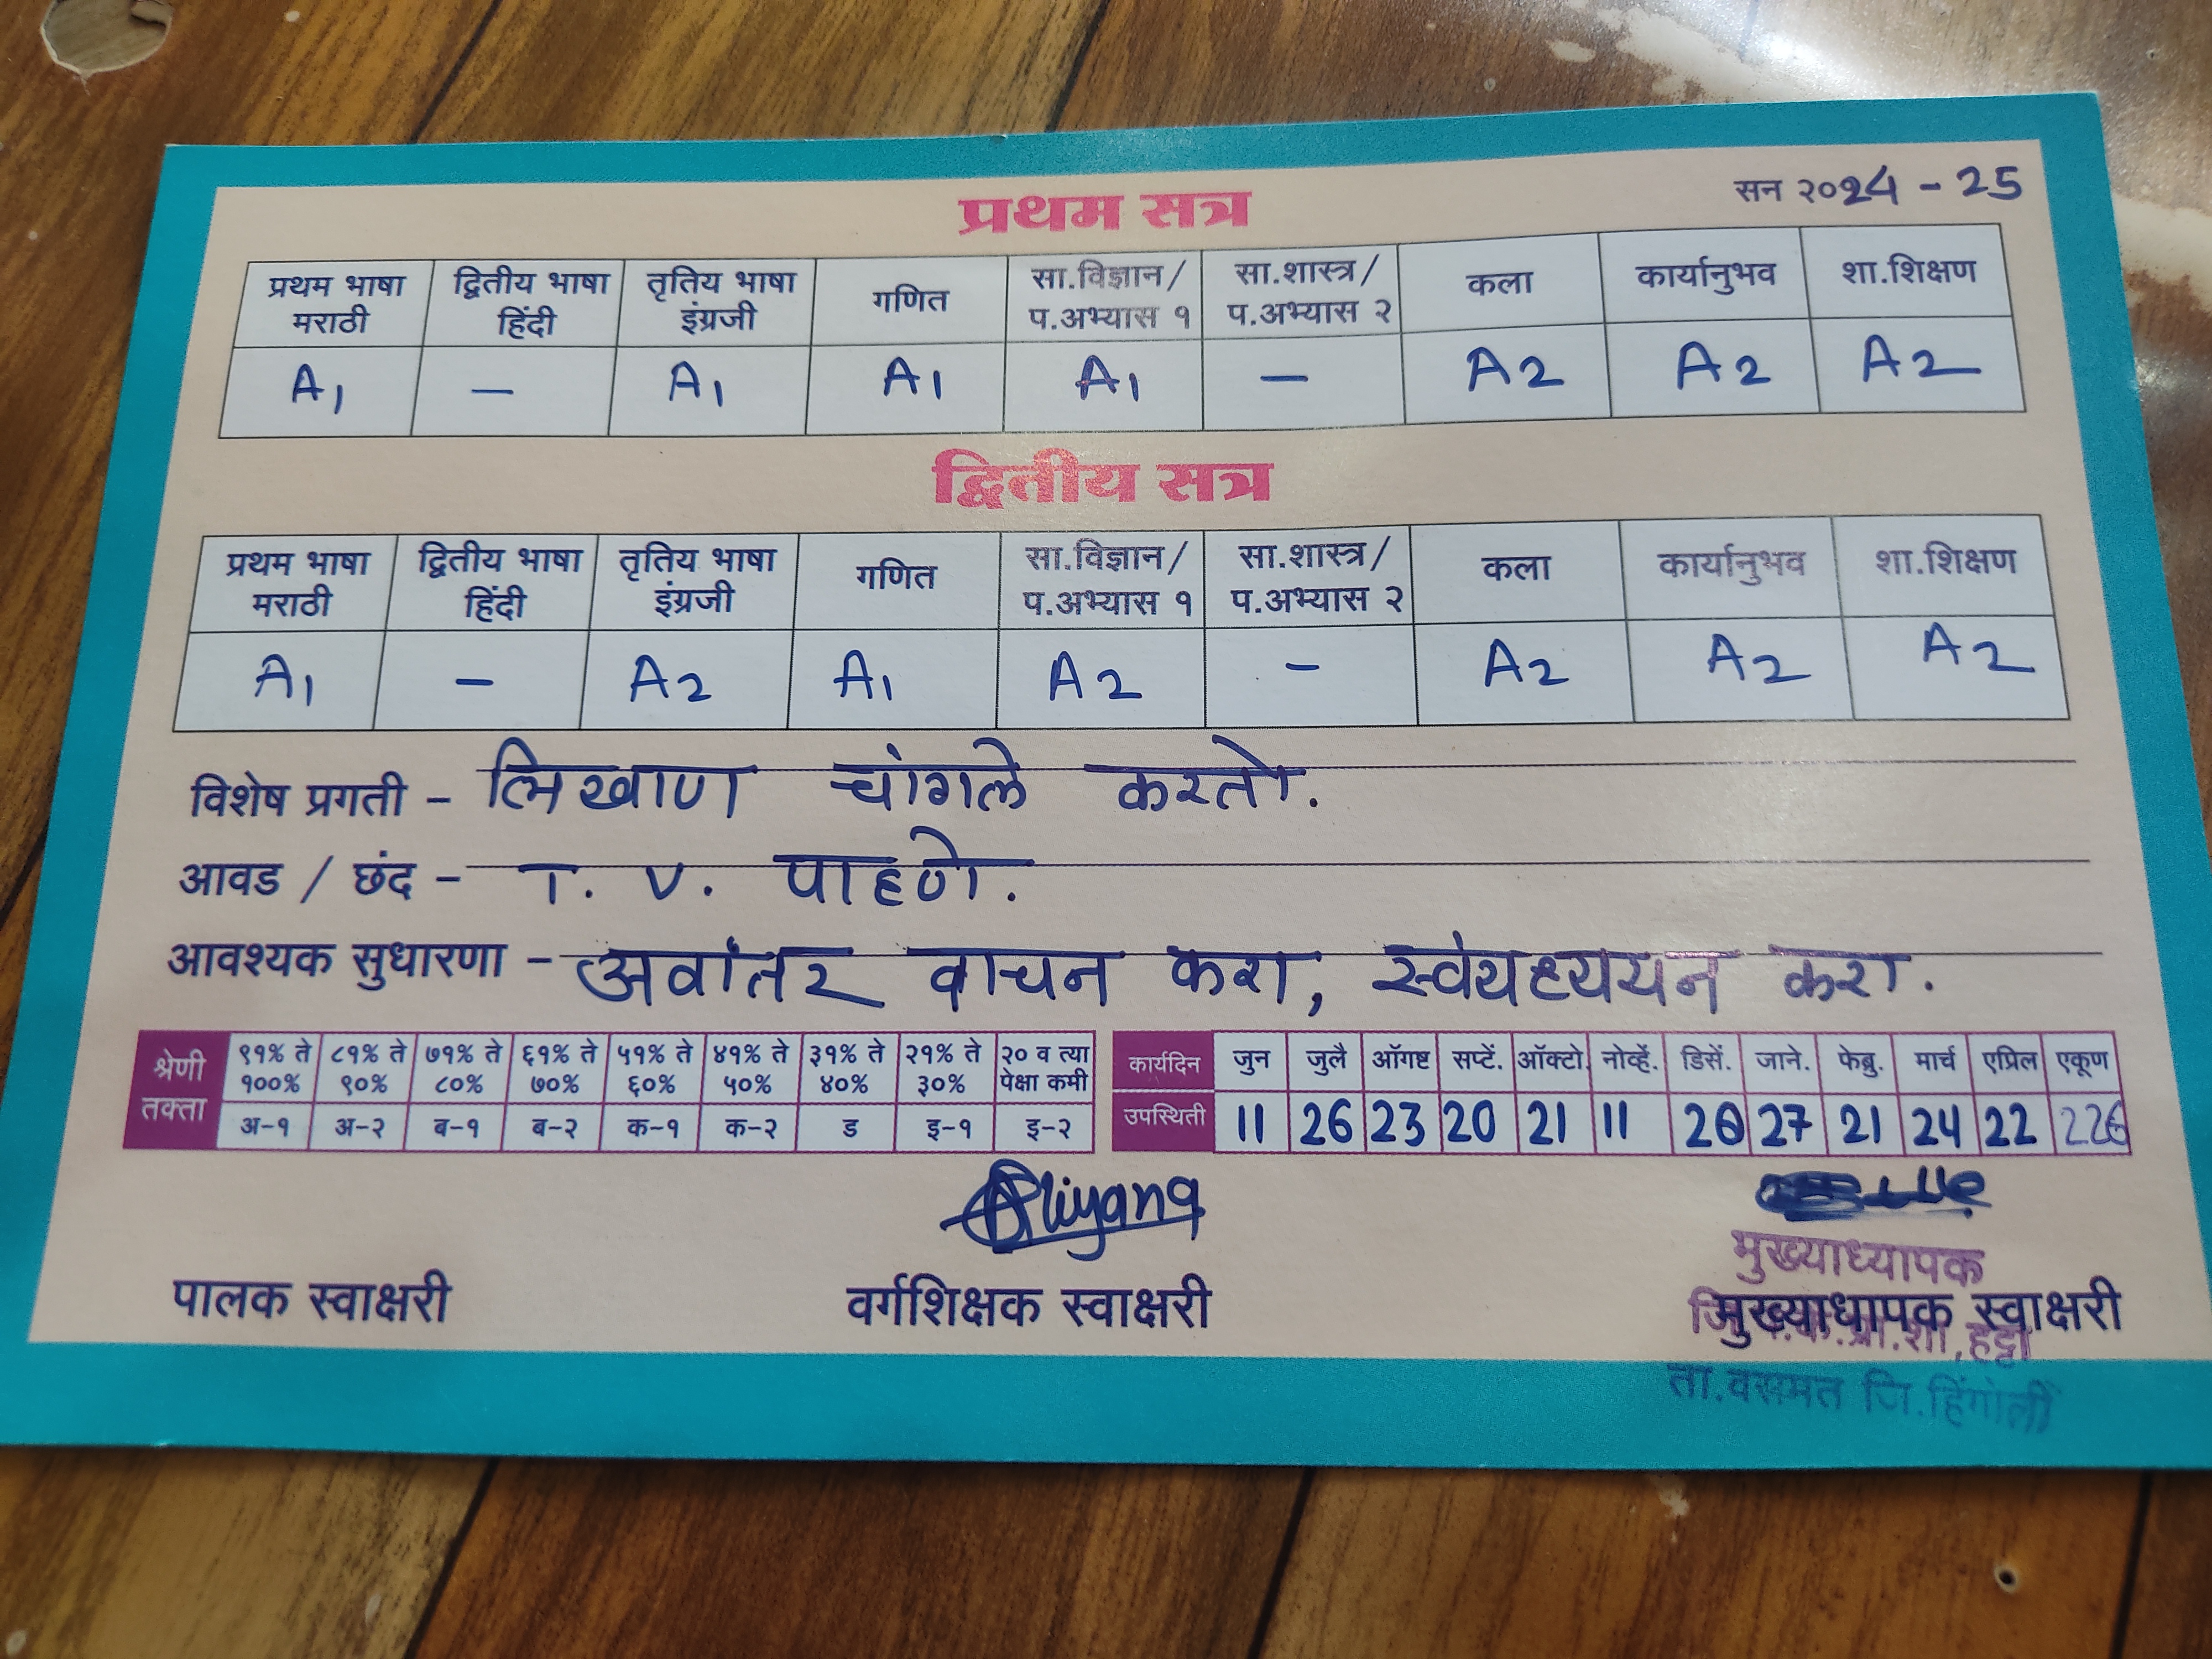 सन २०२4 - 25
प्रथम सत्र
प्रथम भाषा मराठी द्वितीय भाषा हिंदी तृतिय भाषा इंग्रजी गणित सा.विज्ञान/ प.अभ्यास १ सा.शास्त्र/ प.अभ्यास २ कला कार्यानुभव शा.शिक्षण
A1 – A1 A1 A1 – A2 A2 A2
द्वितीय सत्र
प्रथम भाषा मराठी द्वितीय भाषा हिंदी तृतिय भाषा इंग्रजी गणित सा.विज्ञान/ प.अभ्यास १ सा.शास्त्र/ प.अभ्यास २ कला कार्यानुभव शा.शिक्षण
A1 – A2 A1 A2 – A2 A2 A2
विशेष प्रगती – लिखाण चांगले करतो.
आवड / छंद – T. V. पाहणे.
आवश्यक सुधारणा – अवांतर वाचन करा, करा.
श्रेणी तक्ता ९१% ते १००% ८१% ते ९०% ७१% ते ८०% ६१% ते ७०% ५१% ते ६०% ४१% ते ५०% ३१% ते ४०% २१% ते ३०% २० व त्या पेक्षा कमी
अ-१ अ-२ ब-१ ब-२ क-१ क-२ ड इ-१ इ-२
कार्यदिन जुन जुलै ऑगष्ट सप्टें. ऑक्टो. नोव्हें. डिसें. जाने. फेब्रु. मार्च एप्रिल एकूण
उपस्थिती 11 26 23 20 21 11 20 27 21 24 22 226
मुख्याध्यापक
पालक स्वाक्षरी वर्गशिक्षक स्वाक्षरी मुख्याधापक स्वाक्षरी
प्रा.शा.हट्टा
ता.वसमत जि.हिंगोली